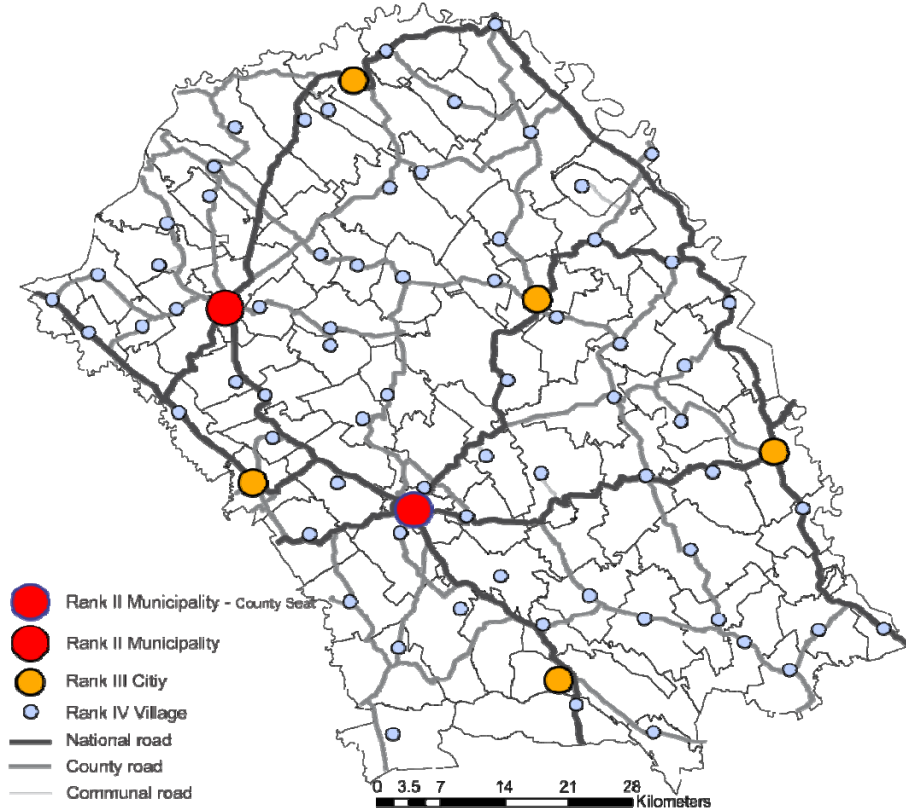 Rank II Municipality - County Seat
Rank II Municipality
Rank III Citiy
Rank IV Village
National road
County road
Communal road
0 3.5 7 14 21 28
Kilometers